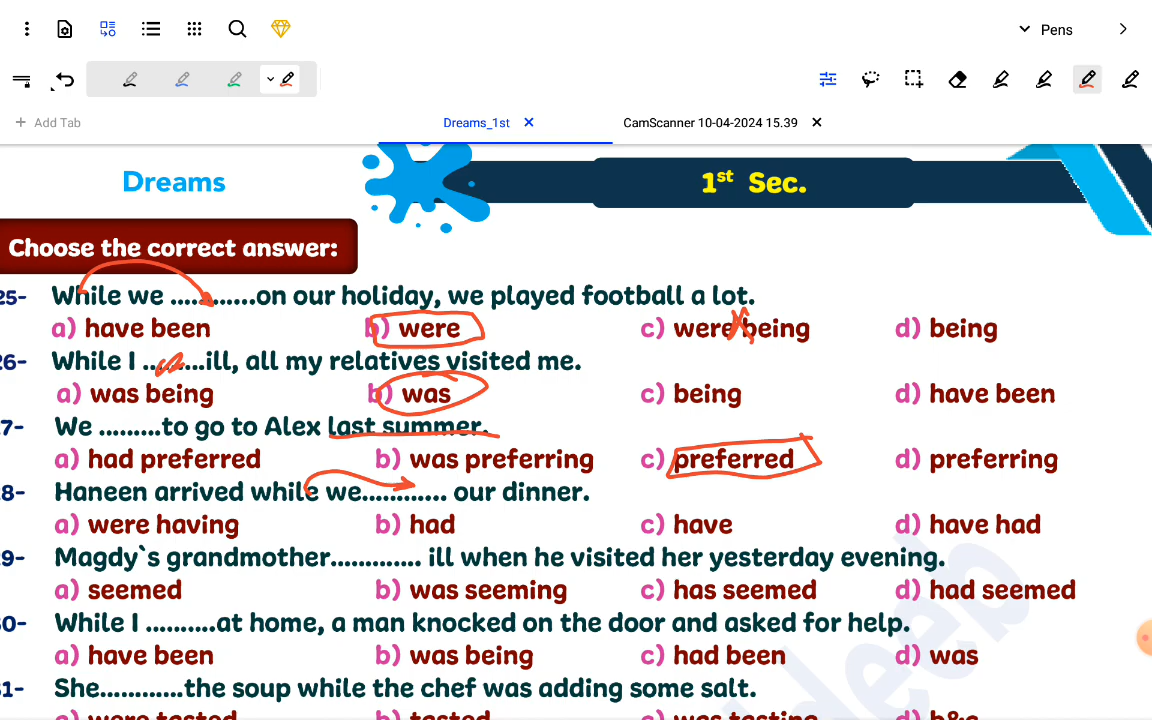 Pens
Add Tab
Dreams_1st
CamScanner 10-04-2024 15.39
Dreams
1st Sec.
Choose the correct answer:
25- While we ............on our holiday, we played football a lot.
a) have been b) were c) were being d) being
26- While I .........ill, all my relatives visited me.
a) was being b) was c) being d) have been
7- We .........to go to Alex last summer.
a) had preferred b) was preferring c) preferred d) preferring
8- Haneen arrived while we............ our dinner.
a) were having b) had c) have d) have had
9- Magdy`s grandmother............. ill when he visited her yesterday evening.
a) seemed b) was seeming c) has seemed d) had seemed
0- While I ..........at home, a man knocked on the door and asked for help.
a) have been b) was being c) had been d) was
1- She............the soup while the chef was adding some salt.
a) were tasted b) tasted c) was tasting d) b&c